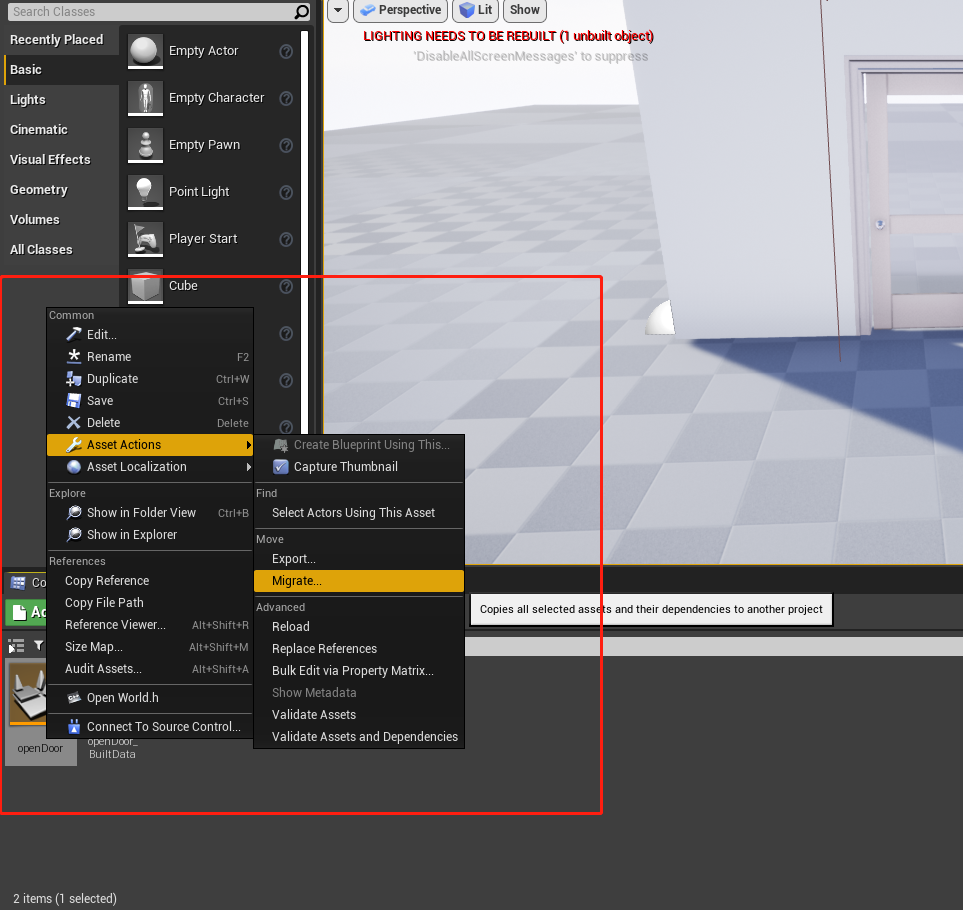 Search Classes
Recently Placed
Basic
Lights
Cinematic
Visual Effects
Geometry
Volumes
All Classes
Empty Actor
Empty Character
Empty Pawn
Point Light
Player Start
Cube
Perspective
Lit
Show
LIGHTING NEEDS TO BE REBUILT (1 unbuilt object)
'DisableAllScreenMessages' to suppress
Common
Edit...
Rename F2
Duplicate Ctrl+W
Save Ctrl+S
Delete Delete
Asset Actions
Asset Localization
Explore
Show in Folder View Ctrl+B
Show in Explorer
References
Copy Reference
Copy File Path
Reference Viewer... Alt+Shift+R
Size Map... Alt+Shift+M
Audit Assets... Alt+Shift+A
Open World.h
Connect To Source Control...
Create Blueprint Using This...
Capture Thumbnail
Find
Select Actors Using This Asset
Move
Export...
Migrate...
Advanced
Reload
Replace References
Bulk Edit via Property Matrix...
Show Metadata
Validate Assets
Validate Assets and Dependencies
Copies all selected assets and their dependencies to another project
Co
Ad
openDoor
openDoor_
BuiltData
2 items (1 selected)